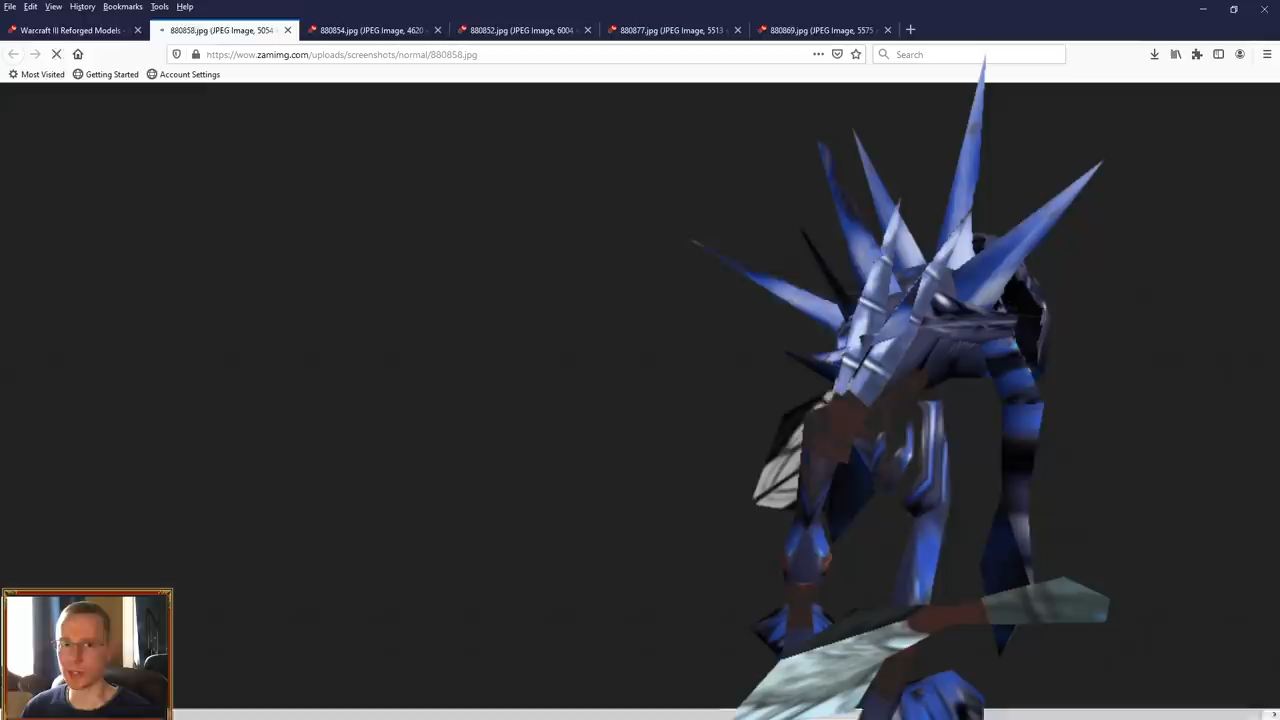 File Edit View History Bookmarks Tools Help
Warcraft III Reforged Models - 880858.jpg (JPEG Image, 5054 880854.jpg (JPEG Image, 4620 880852.jpg (JPEG Image, 6004 880877.jpg (JPEG Image, 5513 880869.jpg (JPEG Image, 5575
https://wow.zamimg.com/uploads/screenshots/normal/880858.jpg Search
Most Visited Getting Started Account Settings